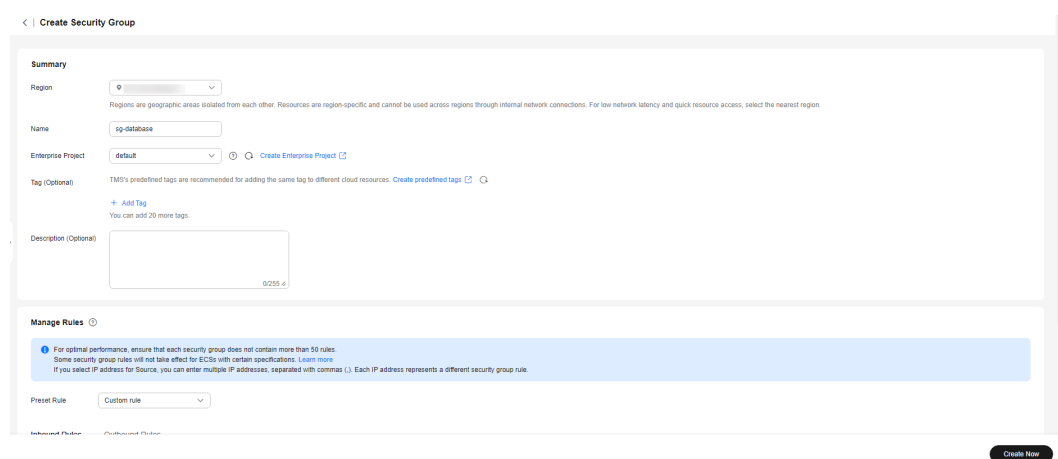 < | Create Security Group
Summary
Region
Regions are geographic areas isolated from each other. Resources are region-specific and cannot be used across regions through internal network connections. For low network latency and quick resource access, select the nearest region.
Name sg-database
Enterprise Project default Create Enterprise Project
Tag (Optional) TMS's predefined tags are recommended for adding the same tag to different cloud resources. Create predefined tags
+ Add Tag
You can add 20 more tags.
Description (Optional)
0/255
Manage Rules
For optimal performance, ensure that each security group does not contain more than 50 rules.
Some security group rules will not take effect for ECSs with certain specifications. Learn more
If you select IP address for Source, you can enter multiple IP addresses, separated with commas (,). Each IP address represents a different security group rule.
Preset Rule Custom rule
Inbound Rules Outbound Rules
Create Now